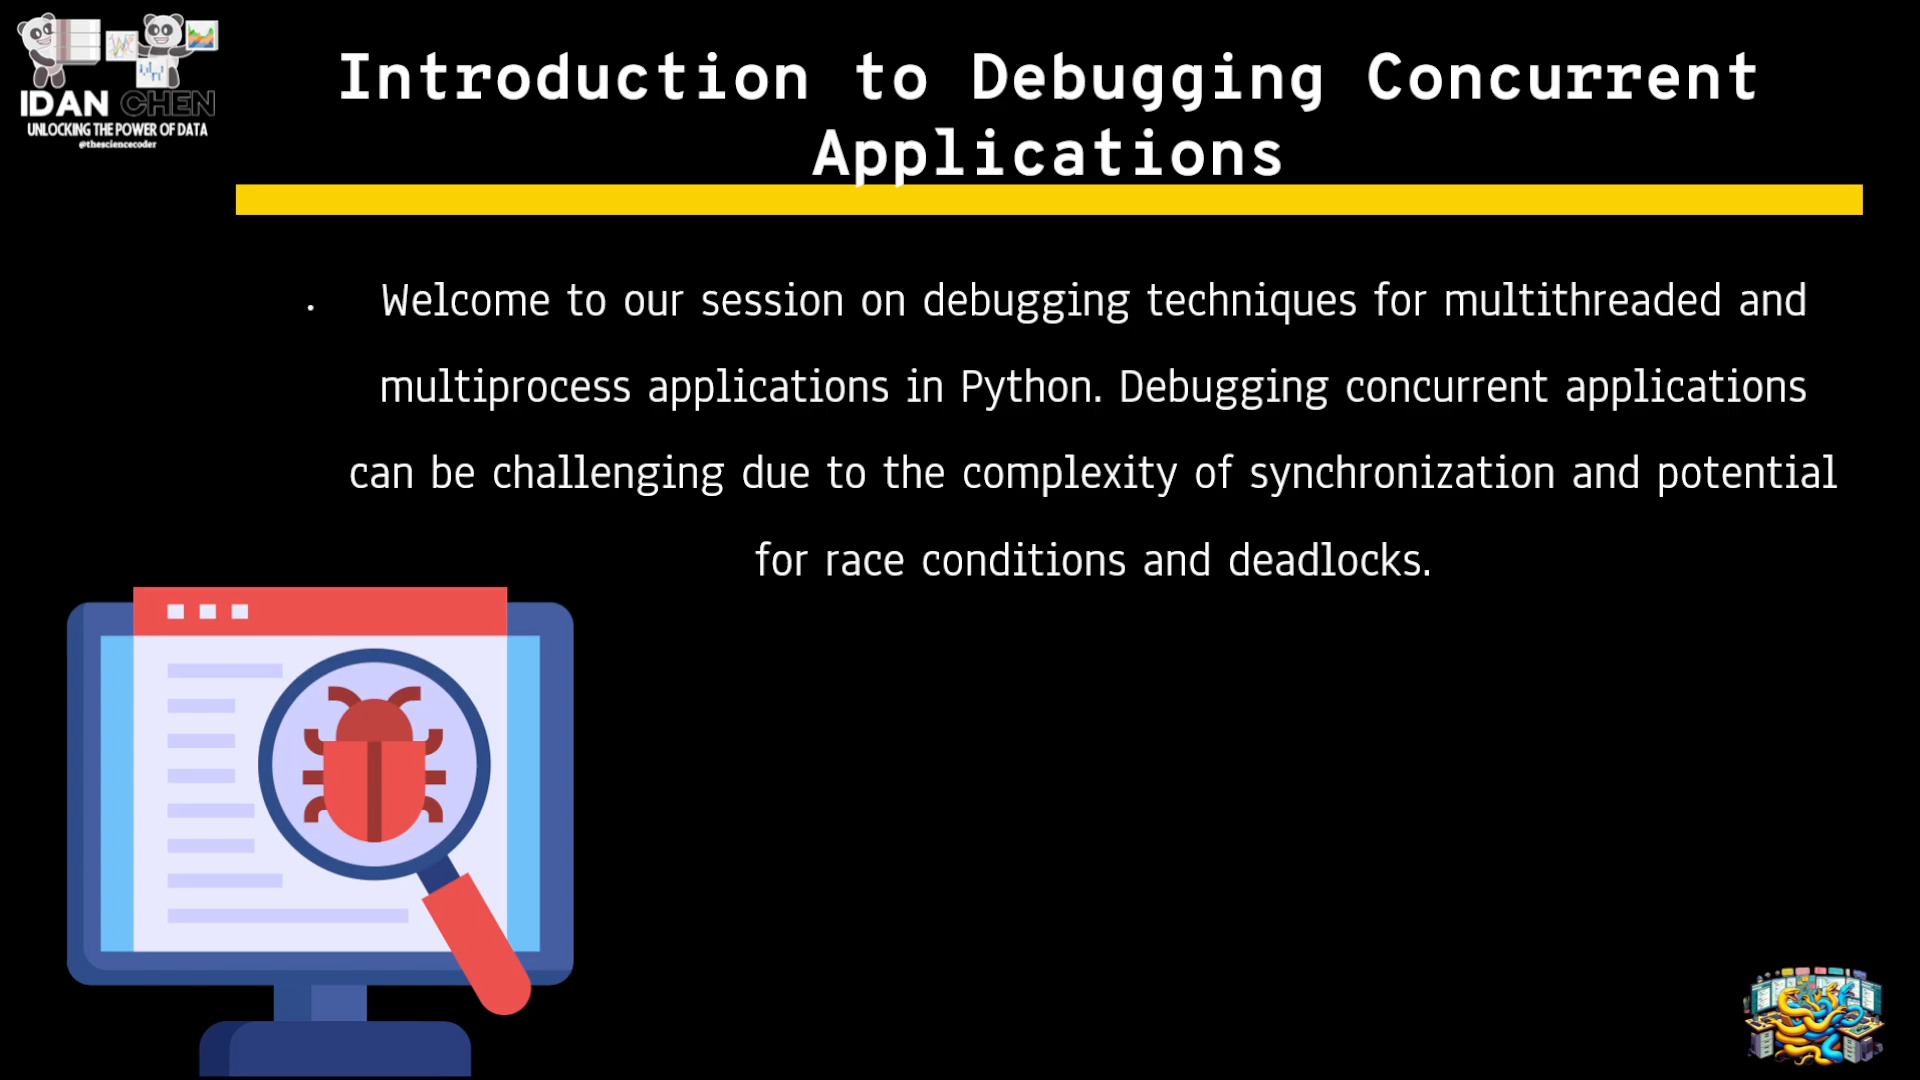 IDAN CHEN
UNLOCKING THE POWER OF DATA
@thesciencecoder
Introduction to Debugging Concurrent
Applications
• Welcome to our session on debugging techniques for multithreaded and
multiprocess applications in Python. Debugging concurrent applications
can be challenging due to the complexity of synchronization and potential
for race conditions and deadlocks.